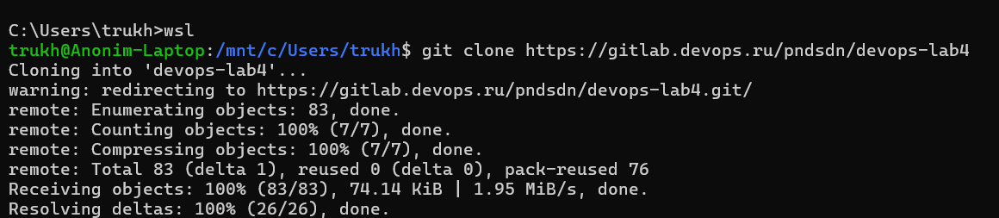 C:\Users\trukh>wsl
trukh@Anonim-Laptop:/mnt/c/Users/trukh$ git clone https://gitlab.devops.ru/pndsdn/devops-lab4
Cloning into 'devops-lab4'...
warning: redirecting to https://gitlab.devops.ru/pndsdn/devops-lab4.git/
remote: Enumerating objects: 83, done.
remote: Counting objects: 100% (7/7), done.
remote: Compressing objects: 100% (7/7), done.
remote: Total 83 (delta 1), reused 0 (delta 0), pack-reused 76
Receiving objects: 100% (83/83), 74.14 KiB | 1.95 MiB/s, done.
Resolving deltas: 100% (26/26), done.